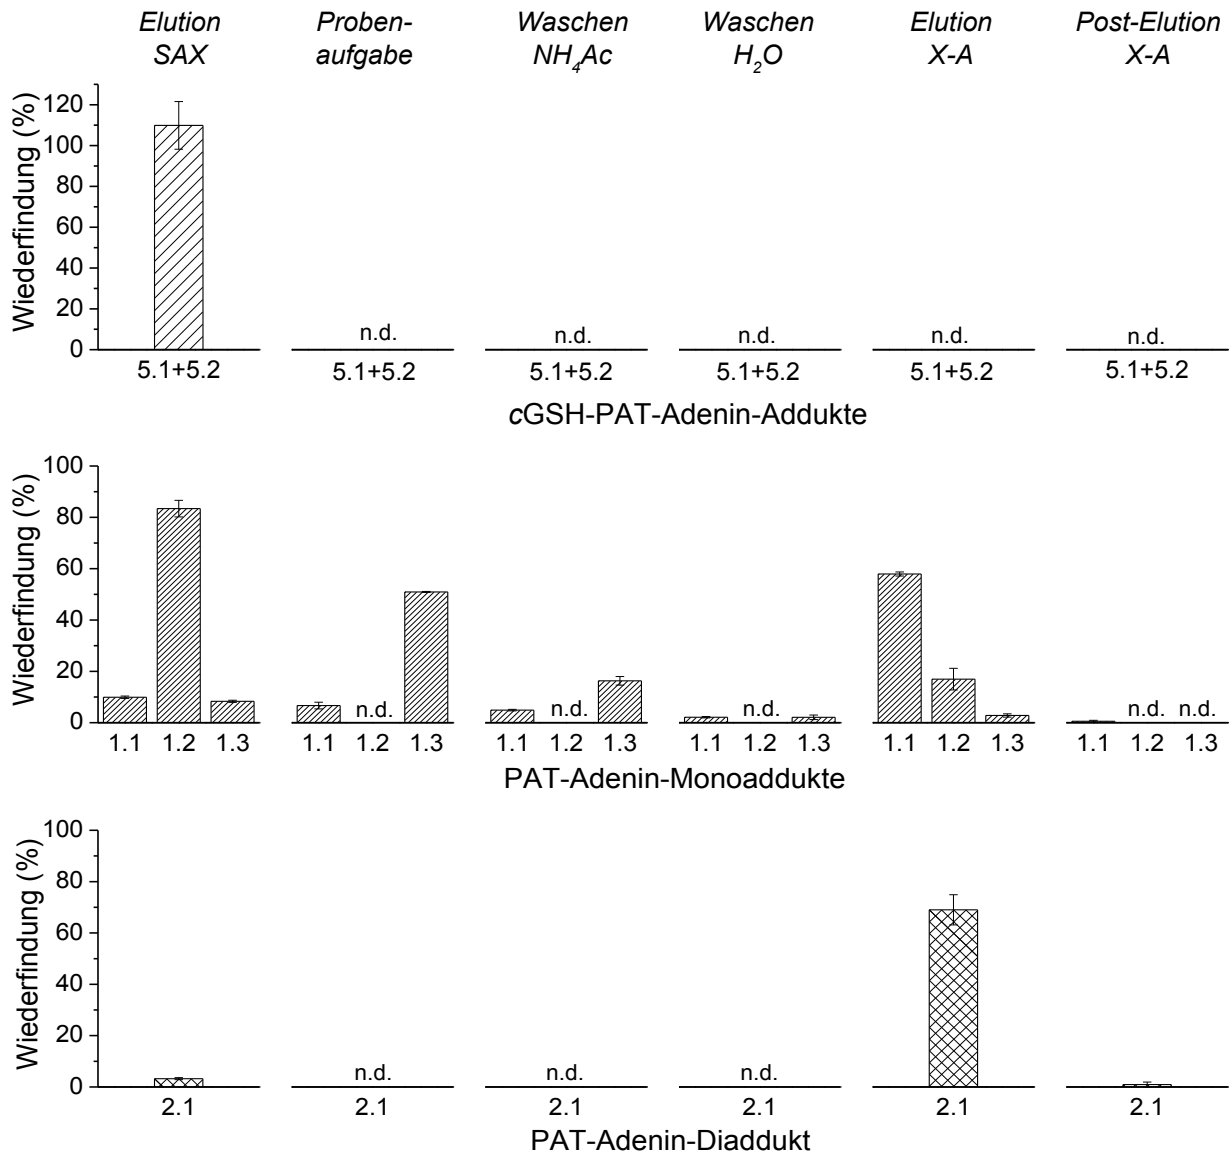 Elution Proben- Waschen Waschen Elution Post-Elution
SAX aufgabe NH4Ac H2O X-A X-A
Wiederfindung (%)
120
100
80
60
40
20
0
n.d. n.d. n.d. n.d. n.d.
5.1+5.2 5.1+5.2 5.1+5.2 5.1+5.2 5.1+5.2 5.1+5.2
cGSH-PAT-Adenin-Addukte
Wiederfindung (%)
100
80
60
40
20
0
n.d. n.d. n.d. n.d. n.d.
1.1 1.2 1.3 1.1 1.2 1.3 1.1 1.2 1.3 1.1 1.2 1.3 1.1 1.2 1.3 1.1 1.2 1.3
PAT-Adenin-Monoaddukte
Wiederfindung (%)
100
80
60
40
20
0
n.d. n.d. n.d.
2.1 2.1 2.1 2.1 2.1 2.1
PAT-Adenin-Diaddukt